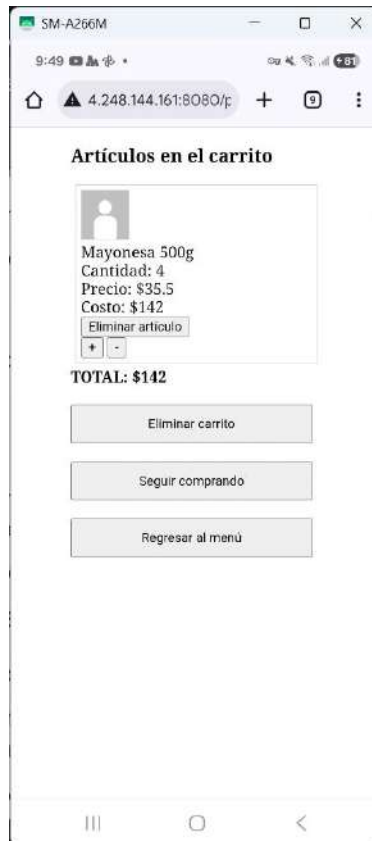 SM-A266M
9:49
81
4.248.144.161:8080/p
9
Artículos en el carrito
Mayonesa 500g
Cantidad: 4
Precio: $35.5
Costo: $142
Eliminar artículo
+ -
TOTAL: $142
Eliminar carrito
Seguir comprando
Regresar al menú